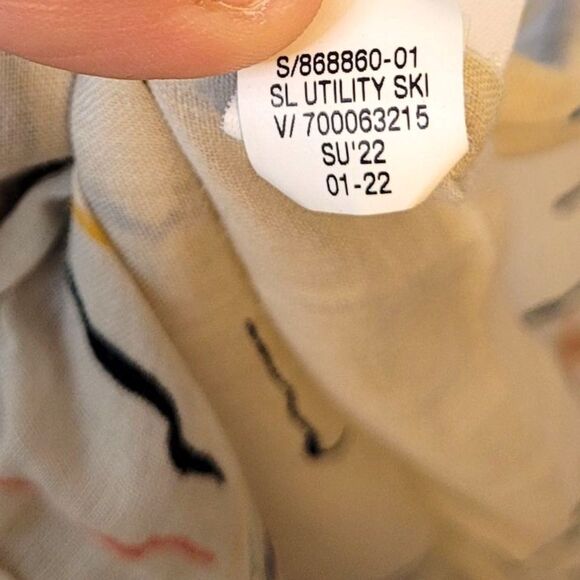 S/868860-01
SL UTILITY SKI
V/ 700063215
SU'22
01-22